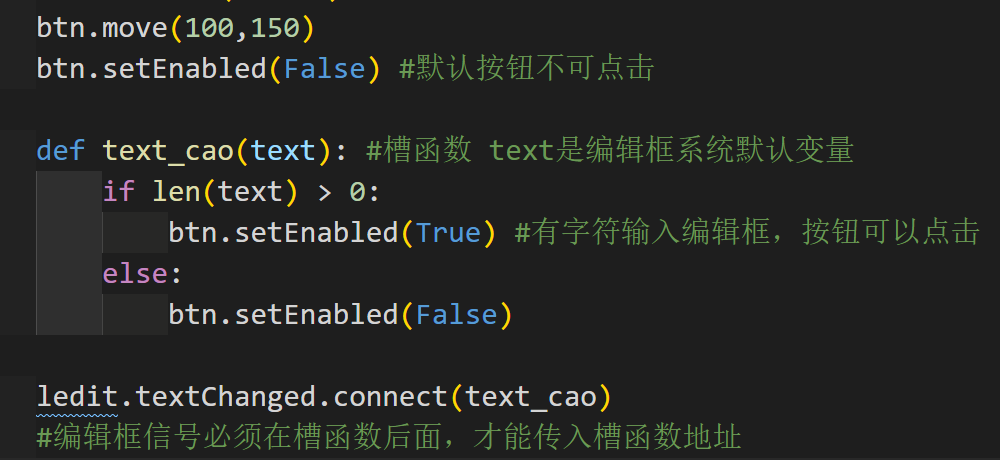 btn.move(100,150)
btn.setEnabled(False) #默认按钮不可点击
def text_cao(text): #槽函数 text是编辑框系统默认变量
if len(text) > 0:
btn.setEnabled(True) #有字符输入编辑框，按钮可以点击
else:
btn.setEnabled(False)
ledit.textChanged.connect(text_cao)
#编辑框信号必须在槽函数后面，才能传入槽函数地址